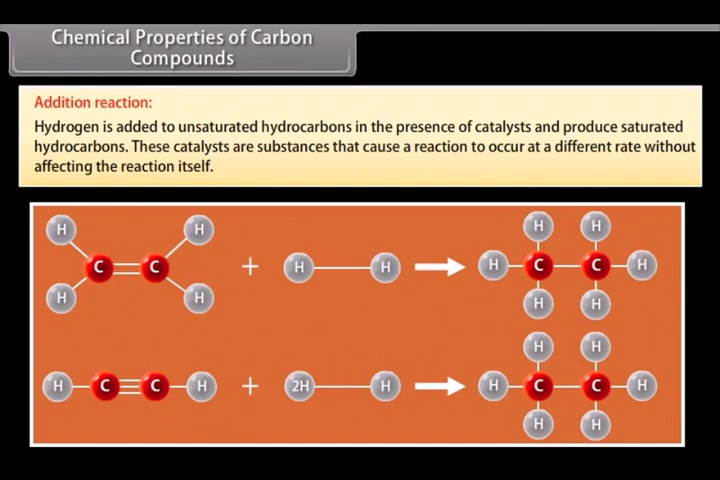 Chemical Properties of Carbon
Compounds
Addition reaction:
Hydrogen is added to unsaturated hydrocarbons in the presence of catalysts and produce saturated
hydrocarbons. These catalysts are substances that cause a reaction to occur at a different rate without
affecting the reaction itself.
H H H H
C C + H H H C C H
H H H H
H H
H C C H + 2H H H C C H
H H